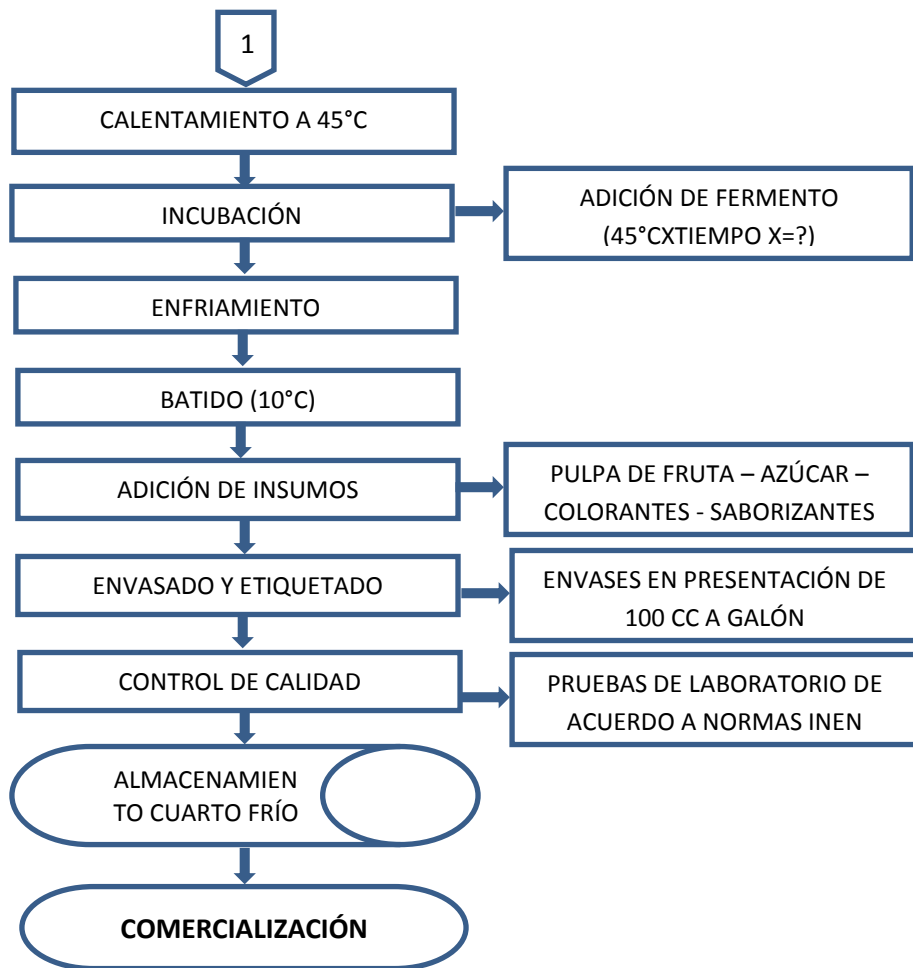 1
CALENTAMIENTO A 45°C
INCUBACIÓN
ADICIÓN DE FERMENTO
(45°CXTIEMPO X=?)
ENFRIAMIENTO
BATIDO (10°C)
ADICIÓN DE INSUMOS
PULPA DE FRUTA – AZÚCAR –
COLORANTES - SABORIZANTES
ENVASADO Y ETIQUETADO
ENVASES EN PRESENTACIÓN DE
100 CC A GALÓN
CONTROL DE CALIDAD
PRUEBAS DE LABORATORIO DE
ACUERDO A NORMAS INEN
ALMACENAMIEN
TO CUARTO FRÍO
COMERCIALIZACIÓN